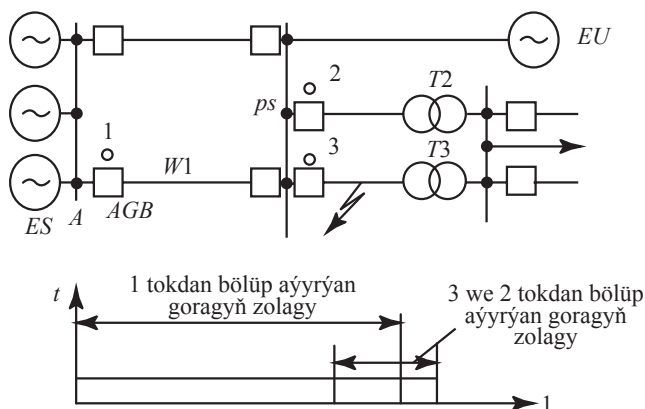 EU
2
T2
ps
1
3
T3
W1
AGB
ES
A
t
1 tokdan bölüp aýyrýan
goragyň zolagy
3 we 2 tokdan bölüp
aýyrýan goragyň
zolagy
1